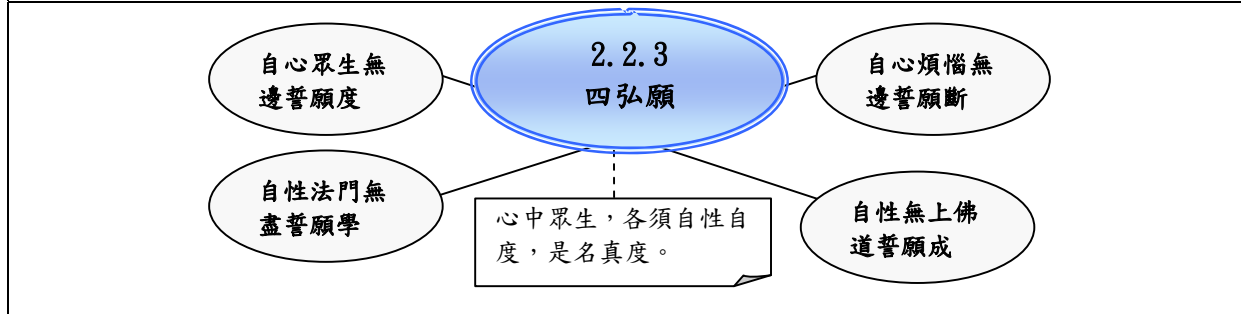 2.2.3
四弘願
自心眾生無
邊誓願度
自心煩惱無
邊誓願斷
自性法門無
盡誓願學
自性無上佛
道誓願成
心中眾生，各須自性自
度，是名真度。